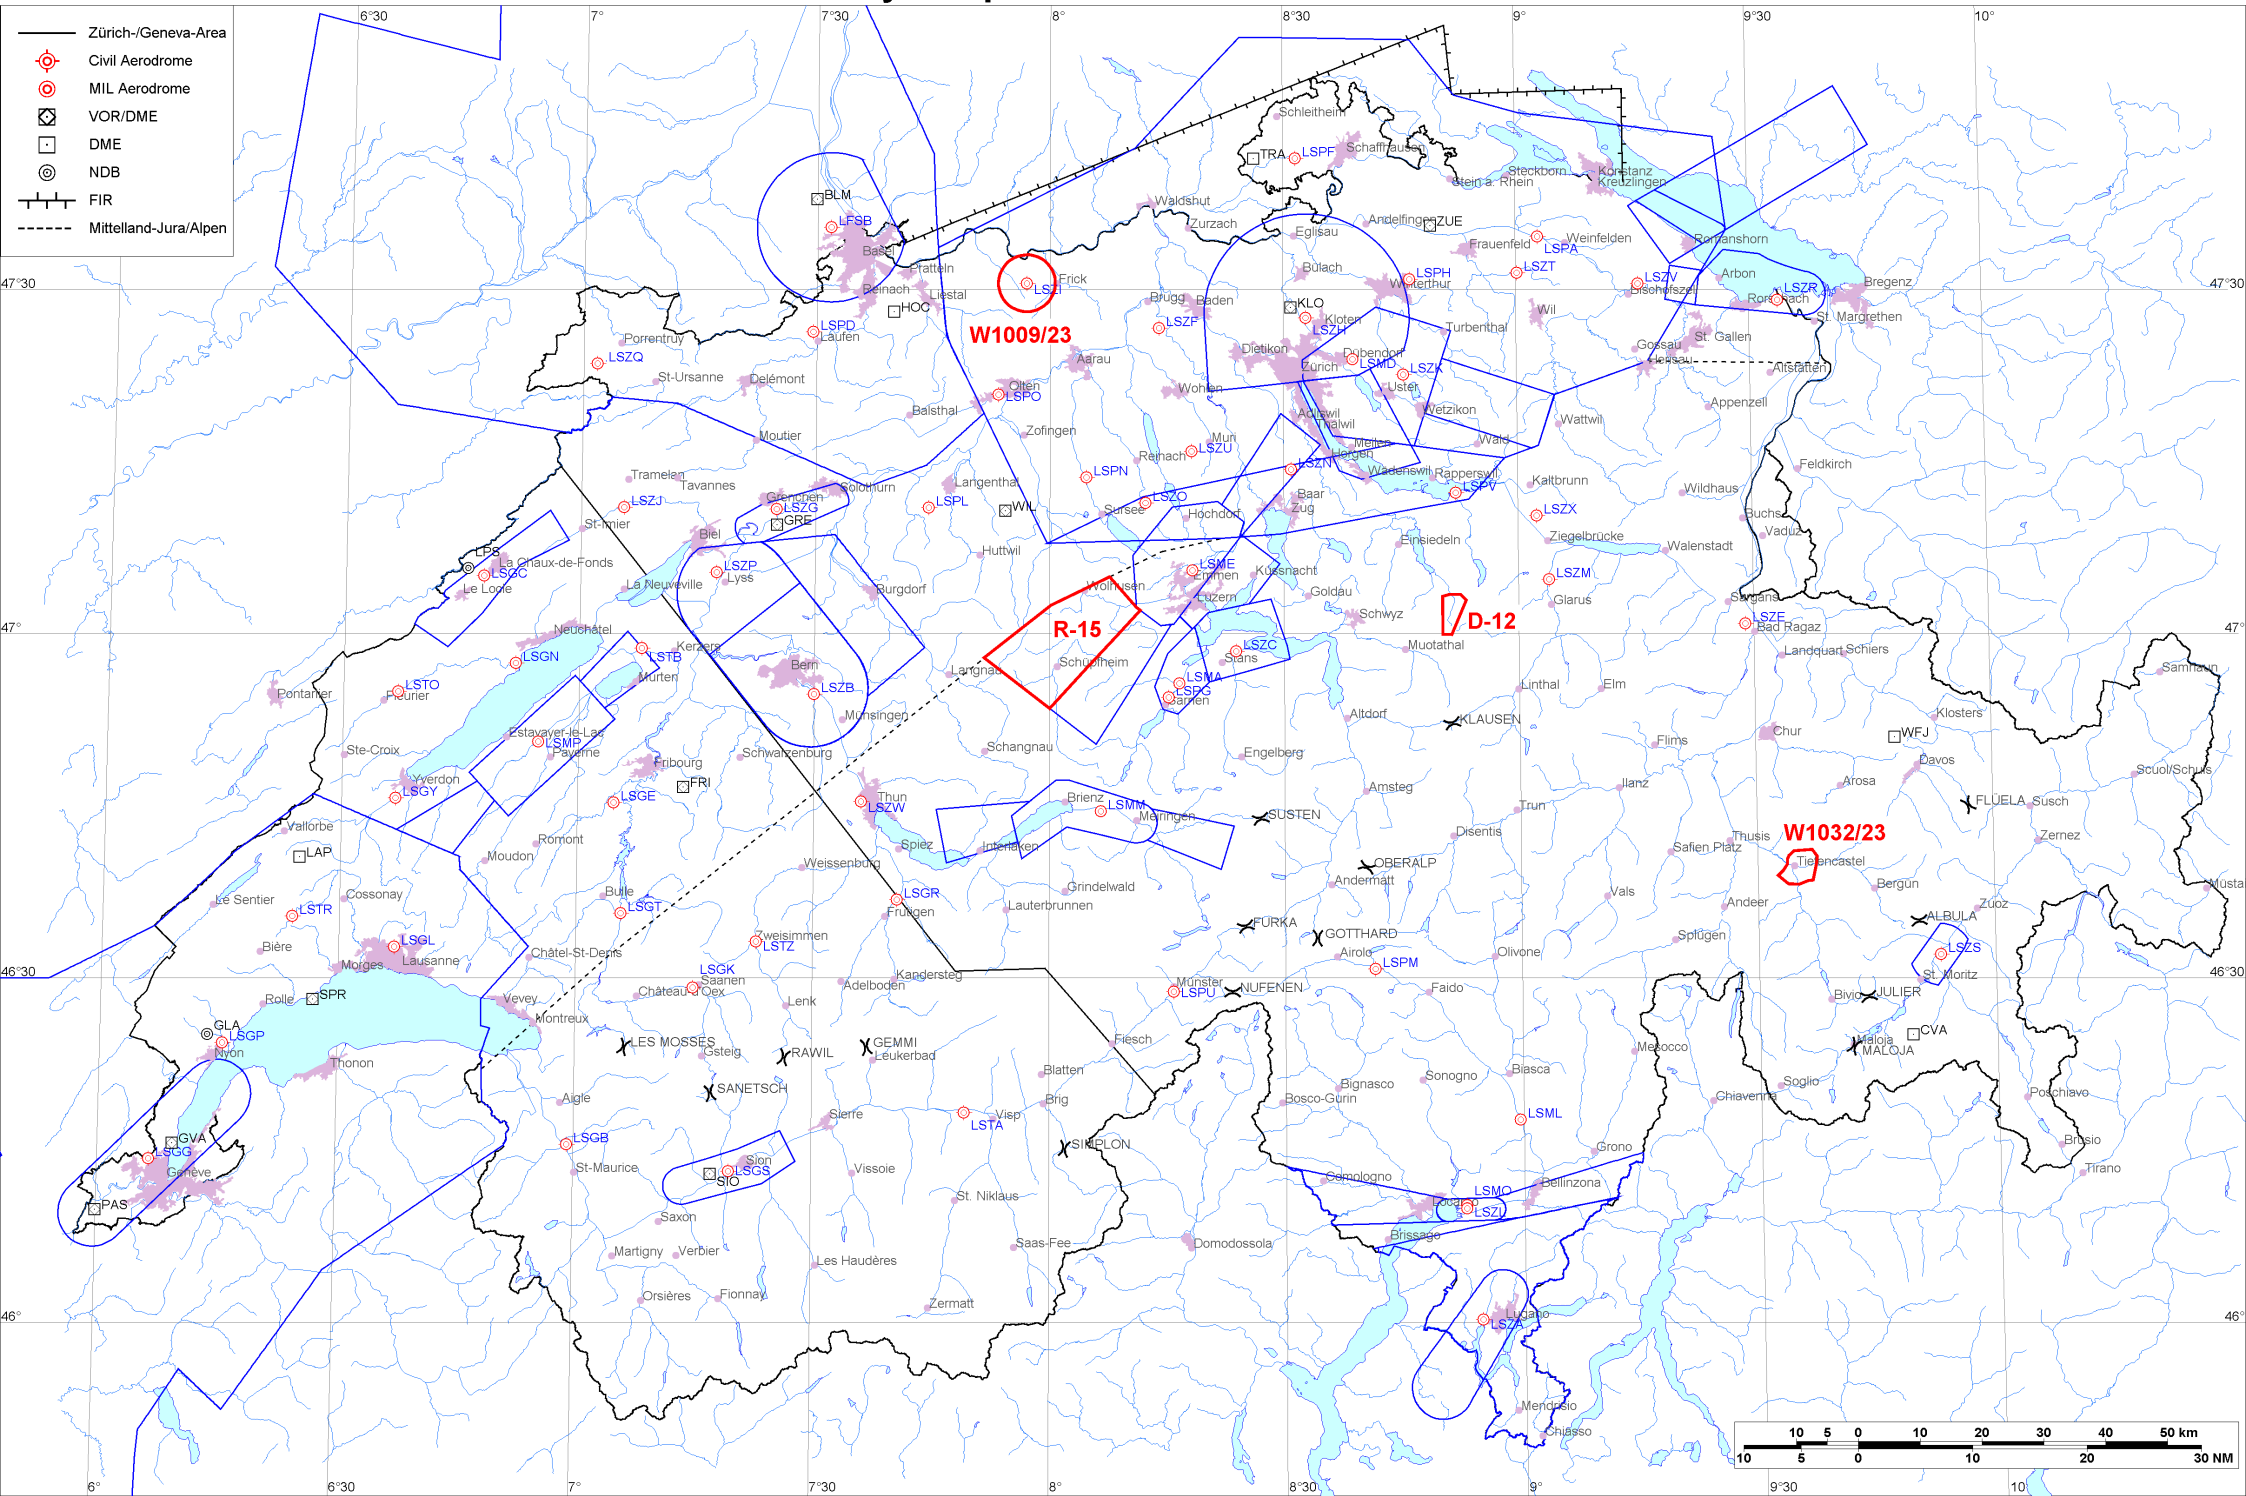 6°30
7°
7°30
8°
8°30
9°
9°30
10°
Zürich-/Geneva-Area
Civil Aerodrome
MIL Aerodrome
VOR/DME
DME
NDB
FIR
Mittelland-Jura/Alpen
Schleitheim
TRA
LSPF
Schaffhausen
Stein a. Rhein
Steckborn
Konstanz
Kreuzlingen
BLM
LFSB
Basel
Waldshut
Zurzach
Eglisau
Andelfingen
ZUE
Frauenfeld
LSPA
Weinfelden
Romanshorn
Pratteln
Reinach
Liestal
HOC
LSZI
Frick
W1009/23
Bülach
LSPH
Winterthur
LSZT
LSZV
Bischofszell
Arbon
LSZR
Rorschach
Bregenz
St. Margrethen
47°30
47°30
LSPD
Laufen
Porrentruy
LSZQ
St-Ursanne
Delémont
Brugg
Baden
LSZF
KLO
Kloten
LSZH
Turbenthal
Wil
St. Gallen
Gossau
Herisau
Altstätten
Aarau
Dietikon
Zürich
Dübendorf
LSMD
LSZK
Uster
Olten
LSPO
Wohlen
Balsthal
Zofingen
Adliswil
Thalwil
Wetzikon
Wattwil
Appenzell
Moutier
Muri
LSZU
Reinach
Meilen
Horgen
Wald
Tramelan
Tavannes
LSZN
Wädenswil
Rapperswil
LSPV
Kaltbrunn
Wildhaus
Feldkirch
Solothurn
Grenchen
LSZG
GRE
LSZJ
St-Imier
Langenthal
LSPL
WIL
LSPN
LSZO
Sursee
Hochdorf
Baar
Zug
LSZX
Buchs
Vaduz
Biel
Huttwil
Einsiedeln
Ziegelbrücke
Walenstadt
LPS
La Chaux-de-Fonds
LSGC
Le Locle
LSZP
Lyss
La Neuveville
Burgdorf
Wolhusen
LSME
Emmen
Luzern
Küssnacht
Goldau
Schwyz
LSZM
Glarus
Sargans
LSZE
Bad Ragaz
D-12
R-15
47°
47°
Neuchâtel
LSGN
LSTB
Kerzers
Murten
Bern
LSZB
Langnau
Schüpfheim
Stans
LSZC
Muotathal
Landquart
Schiers
Samnaun
LSTO
Fleurier
Pontarlier
LSMA
LSPG
Sarnen
Linthal
Elm
Münsingen
Altdorf
KLAUSEN
Klosters
Estavayer-le-Lac
LSMP
Payerne
Ste-Croix
Schwarzenburg
Schangnau
Engelberg
Flims
Chur
WFJ
Davos
Fribourg
FRI
Yverdon
LSGY
LSGE
Thun
LSZW
Brienz
LSMM
Meiringen
SUSTEN
Amsteg
Trun
Ilanz
Arosa
Scuol/Schuls
FLÜELA
Susch
Zernez
Vallorbe
LAP
Romont
Moudon
Spiez
Interlaken
Weissenburg
Disentis
Safien Platz
Thusis
W1032/23
Tiefencastel
Bergun
OBERALP
Andermatt
Vals
Andeer
Müstair
Le Sentier
Cossonay
LSTR
Bulle
LSGT
LSGR
Frutigen
Grindelwald
Lauterbrunnen
FURKA
GOTTHARD
Airolo
ALBULA
Zuoz
LSZS
St. Moritz
Bière
LSGL
Lausanne
Morges
Châtel-St-Denis
Zweisimmen
LSTZ
Splügen
Olivone
LSPM
46°30
46°30
LSGK
Saanen
Château-d'Oex
Adelboden
Kandersteg
Lenk
Münster
LSPU
NUFENEN
Faido
Bivio
JULIER
Rolle
SPR
Vevey
Montreux
GLA
LSGP
Nyon
Thonon
LES MOSSES
Gsteig
RAWIL
GEMMI
Leukerbad
Fiesch
Mesocco
Maloja
MALOJA
CVA
SANETSCH
Aigle
Blatten
Brig
Bignasco
Sonogno
Biasca
Bosco-Gurin
Soglio
Chiavenna
Poschiavo
Sierre
LSTA
Visp
LSML
GVA
LSGG
Genève
PAS
LSGB
St-Maurice
Sion
LSGS
SIO
Vissoie
SIMPLON
Grono
Brusio
Tirano
St. Niklaus
Comologno
LSMO
Locarno
LSZL
Bellinzona
Saxon
Martigny
Verbier
Les Haudères
Saas-Fee
Domodossola
Brissago
Orsières
Fionnay
Zermatt
Lugano
LSZA
46°
46°
Mendrisio
Chiasso
10 5 0 10 20 30 40 50 km
10 5 0 10 20 30 NM
6°
6°30
7°
7°30
8°
8°30
9°
9°30
10°